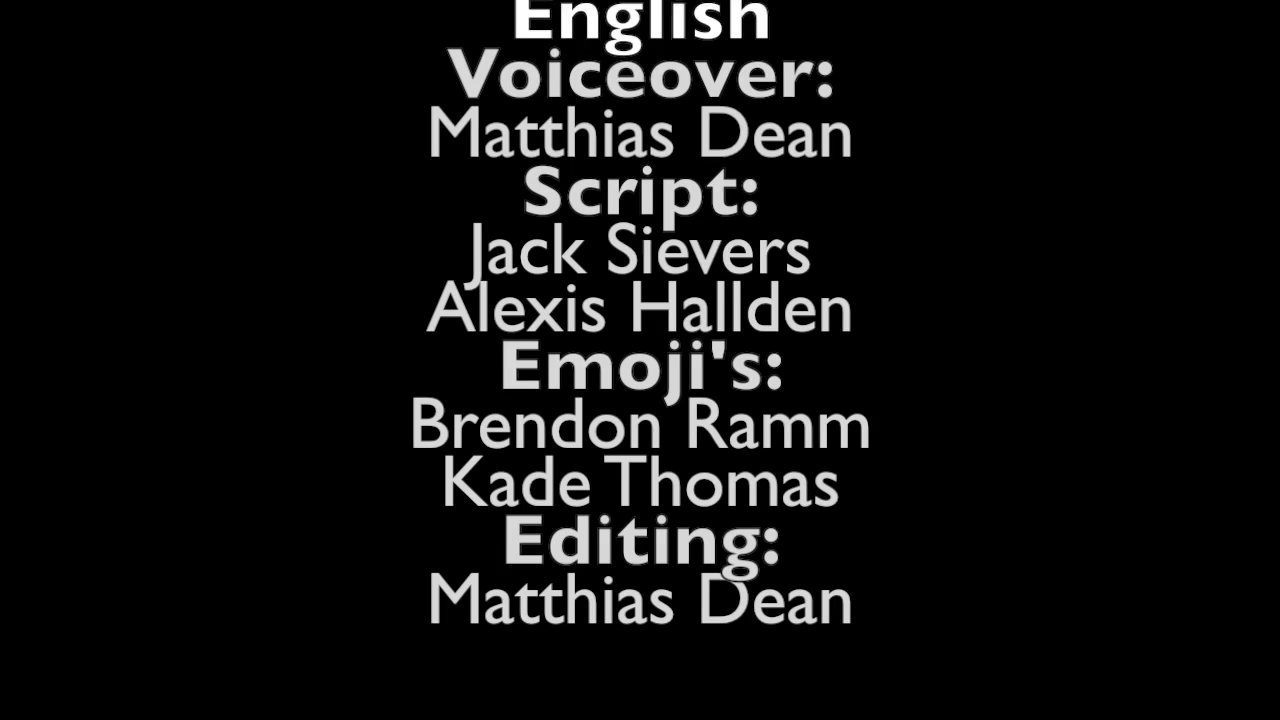 English
Voiceover:
Matthias Dean
Script:
Jack Sievers
Alexis Hallden
Emoji's:
Brendon Ramm
Kade Thomas
Editing:
Matthias Dean